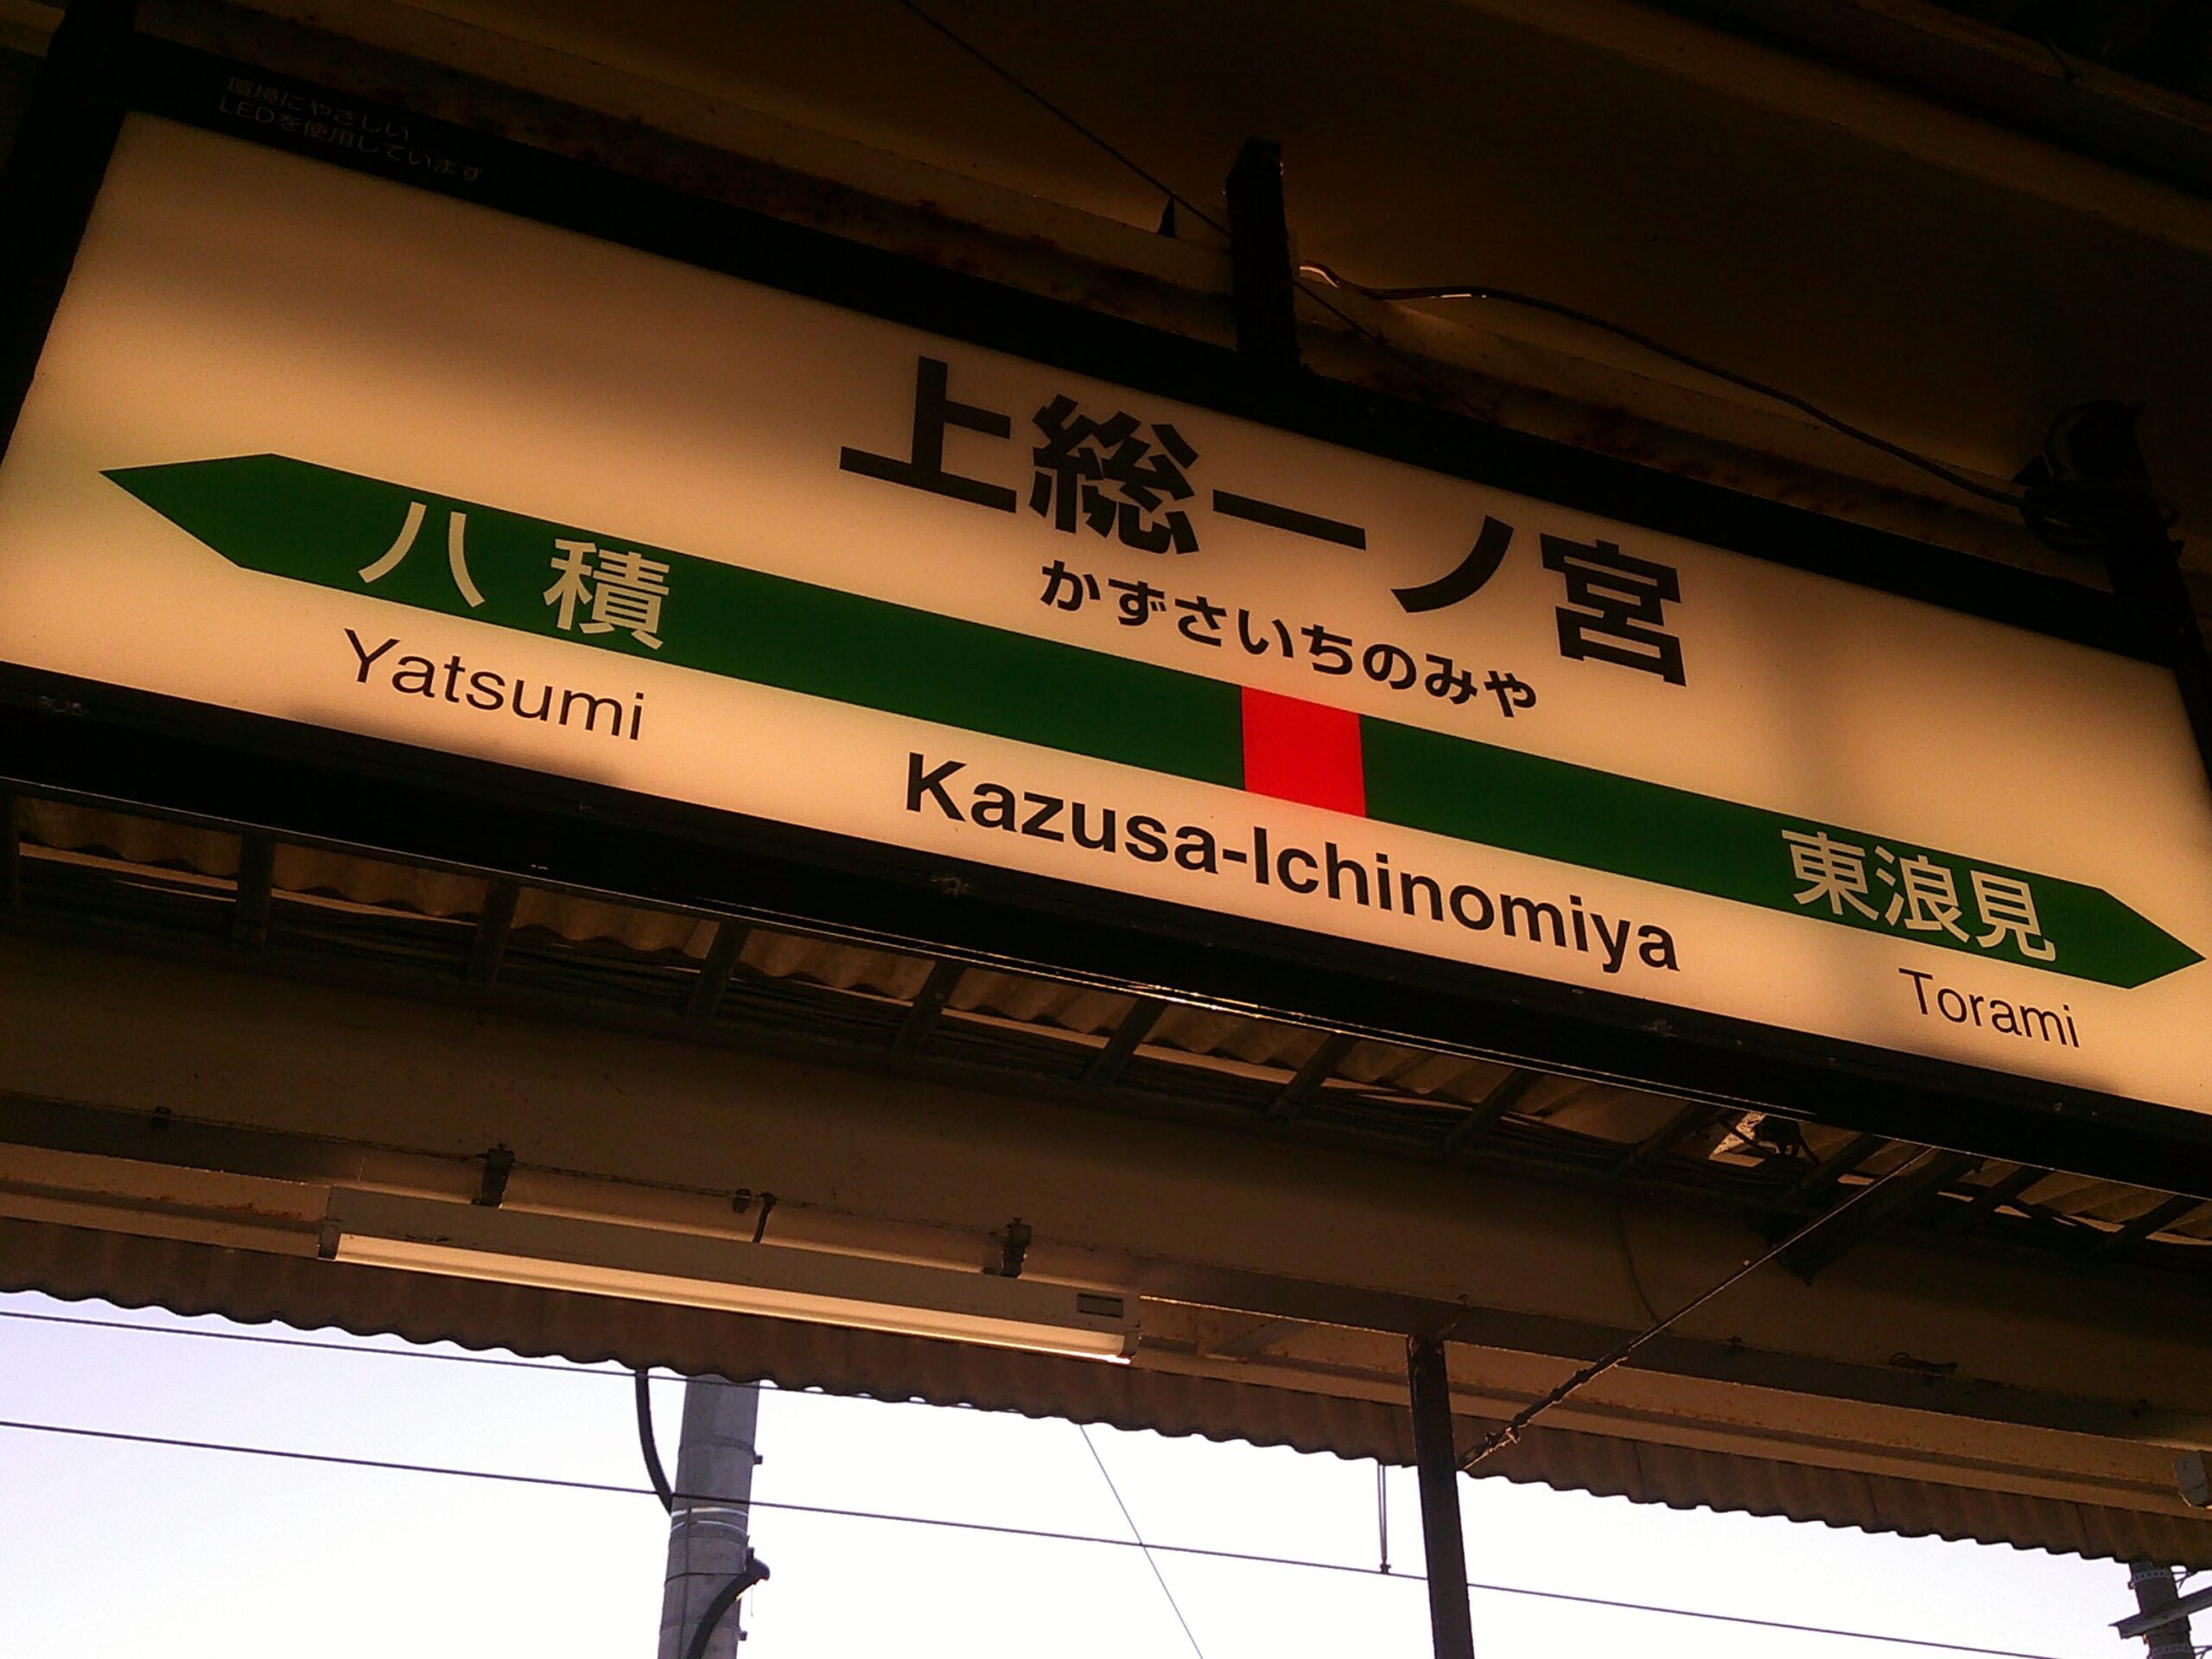 環境にやさしい
LEDを使用しています
上総一ノ宮
かずさいちのみや
八積
東浪見
Yatsumi
Kazusa-Ichinomiya
Torami